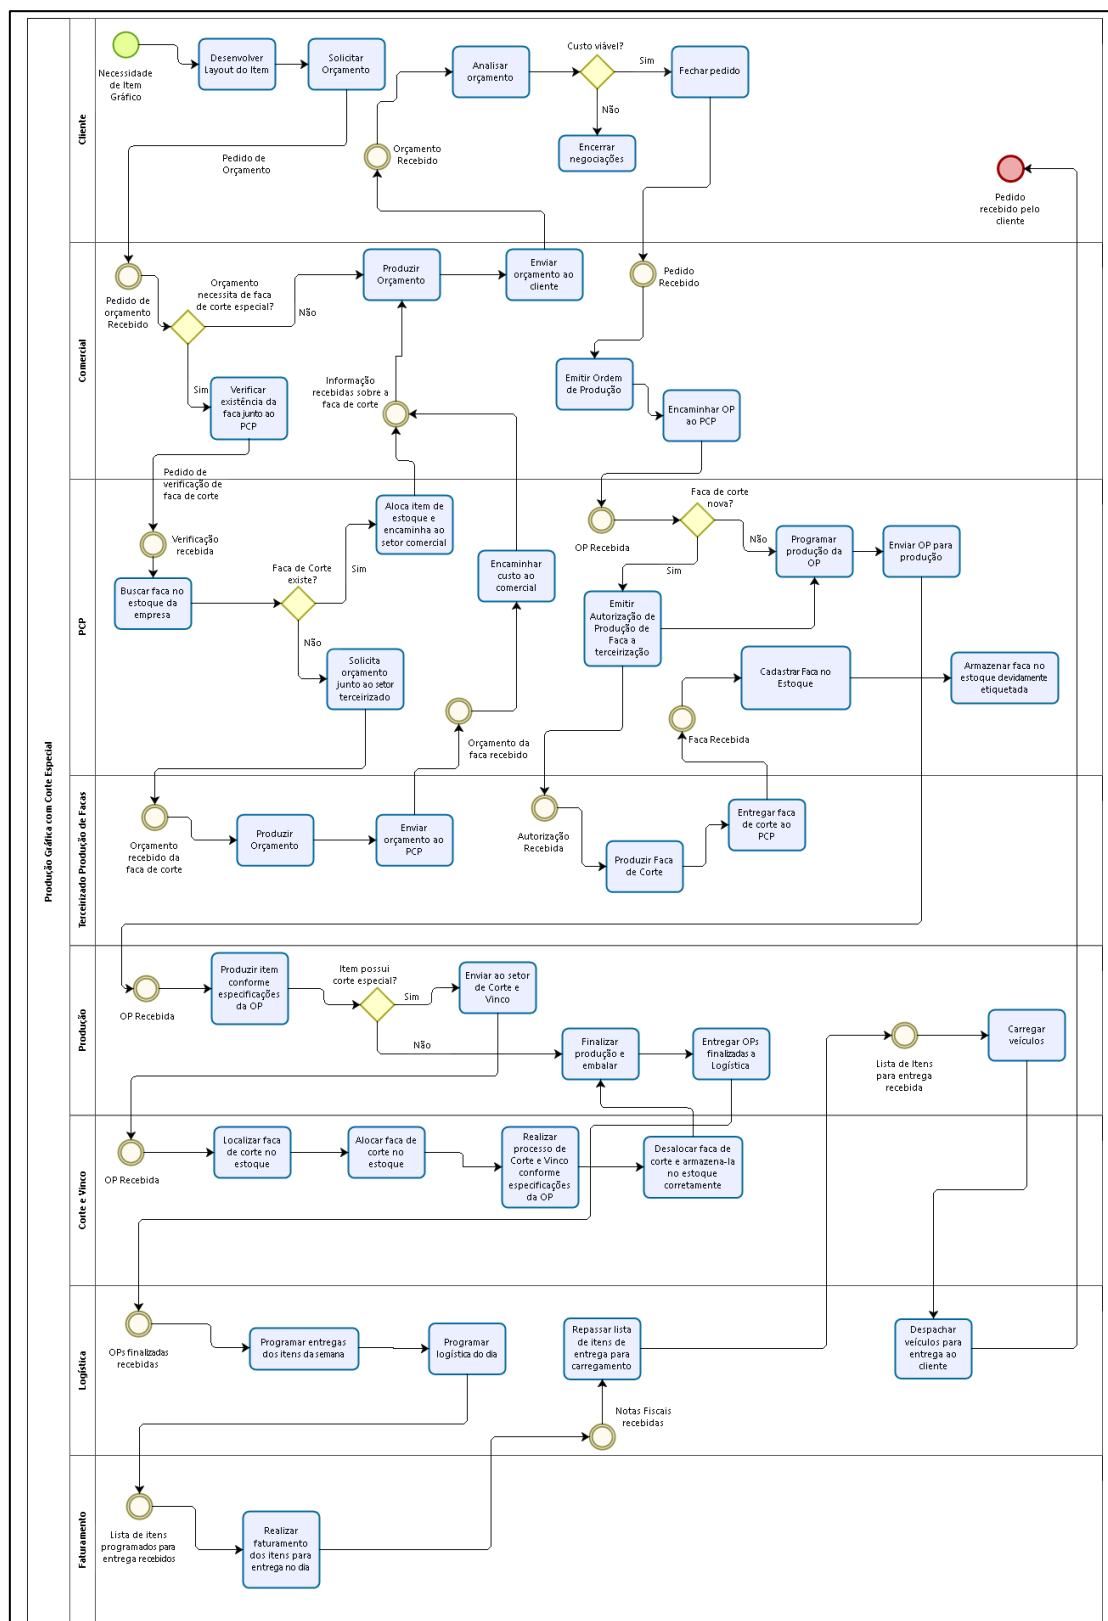 Produção Gráfica com Corte Especial
Cliente
Necessidade
de Item
Gráfico
Desenvolver
Layout do Item
Solicitar
Orçamento
Pedido de
Orçamento
Orçamento
Recebido
Analisar
orçamento
Custo viável?
Sim
Não
Fechar pedido
Encerrar
negociações
Pedido
recebido pelo
cliente
Comercial
Pedido de
orçamento
Recebido
Orçamento
necessita de faca
de corte especial?
Não
Sim
Produzir
Orçamento
Enviar
orçamento ao
cliente
Pedido
Recebido
Verificar
existência da
faca junto ao
PCP
Informação
recebidas sobre a
faca de corte
Emitir Ordem
de Produção
Encaminhar OP
ao PCP
Pedido de
verificação de
faca de corte
PCP
Verificação
recebida
Buscar faca no
estoque da
empresa
Faca de Corte
existe?
Sim
Não
Aloca item de
estoque e
encaminha ao
setor comercial
Encaminhar
custo ao
comercial
Solicita
orçamento
junto ao setor
terceirizado
Orçamento da
faca recebido
OP Recebida
Faca de corte
nova?
Não
Sim
Programar
produção da
OP
Enviar OP para
produção
Emitir
Autorização de
Produção de
Faca a
terceirização
Cadastrar Faca no
Estoque
Armazenar faca no
estoque devidamente
etiquetada
Faca Recebida
Terceirizado Produção de Facas
Orçamento
recebido da
faca de corte
Produzir
Orçamento
Enviar
orçamento ao
PCP
Autorização
Recebida
Produzir Faca
de Corte
Entregar faca
de corte ao
PCP
Produção
OP Recebida
Produzir item
conforme
especificações
da OP
Item possui
corte especial?
Sim
Não
Enviar ao setor
de Corte e
Vinco
Finalizar
produção e
embalar
Entregar OPs
finalizadas a
Logística
Lista de Itens
para entrega
recebida
Carregar
veículos
Corte e Vinco
OP Recebida
Localizar faca
de corte no
estoque
Alocar faca de
corte no
estoque
Realizar
processo de
Corte e Vinco
conforme
especificações
da OP
Desalocar faca de
corte e armazena-la
no estoque
corretamente
Logística
OPs finalizadas
recebidas
Programar entregas
dos itens da semana
Programar
logística do dia
Repassar lista
de itens de
entrega para
carregamento
Notas Fiscais
recebidas
Despachar
veículos para
entrega ao
cliente
Faturamento
Lista de itens
programados para
entrega recebidos
Realizar
faturamento
dos itens para
entrega no dia